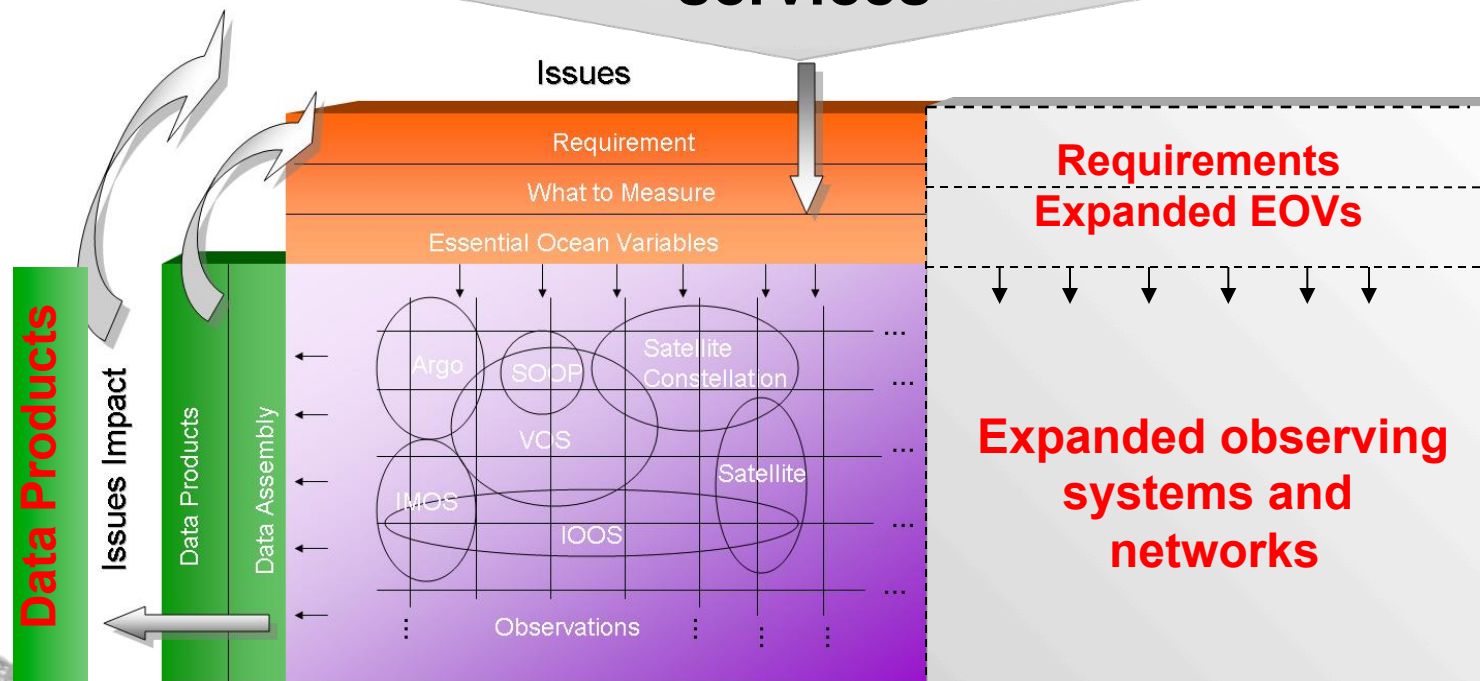 services
Issues
Requirement
What to Measure
Essential Ocean Variables
Requirements
Expanded EOVs
Argo
SOOP
Satellite
Constellation
VOS
Satellite
IMOS
IOOS
Observations
...
...
...
...
...
Data Products
Issues Impact
Data Products
Data Assembly
Expanded observing
systems and
networks